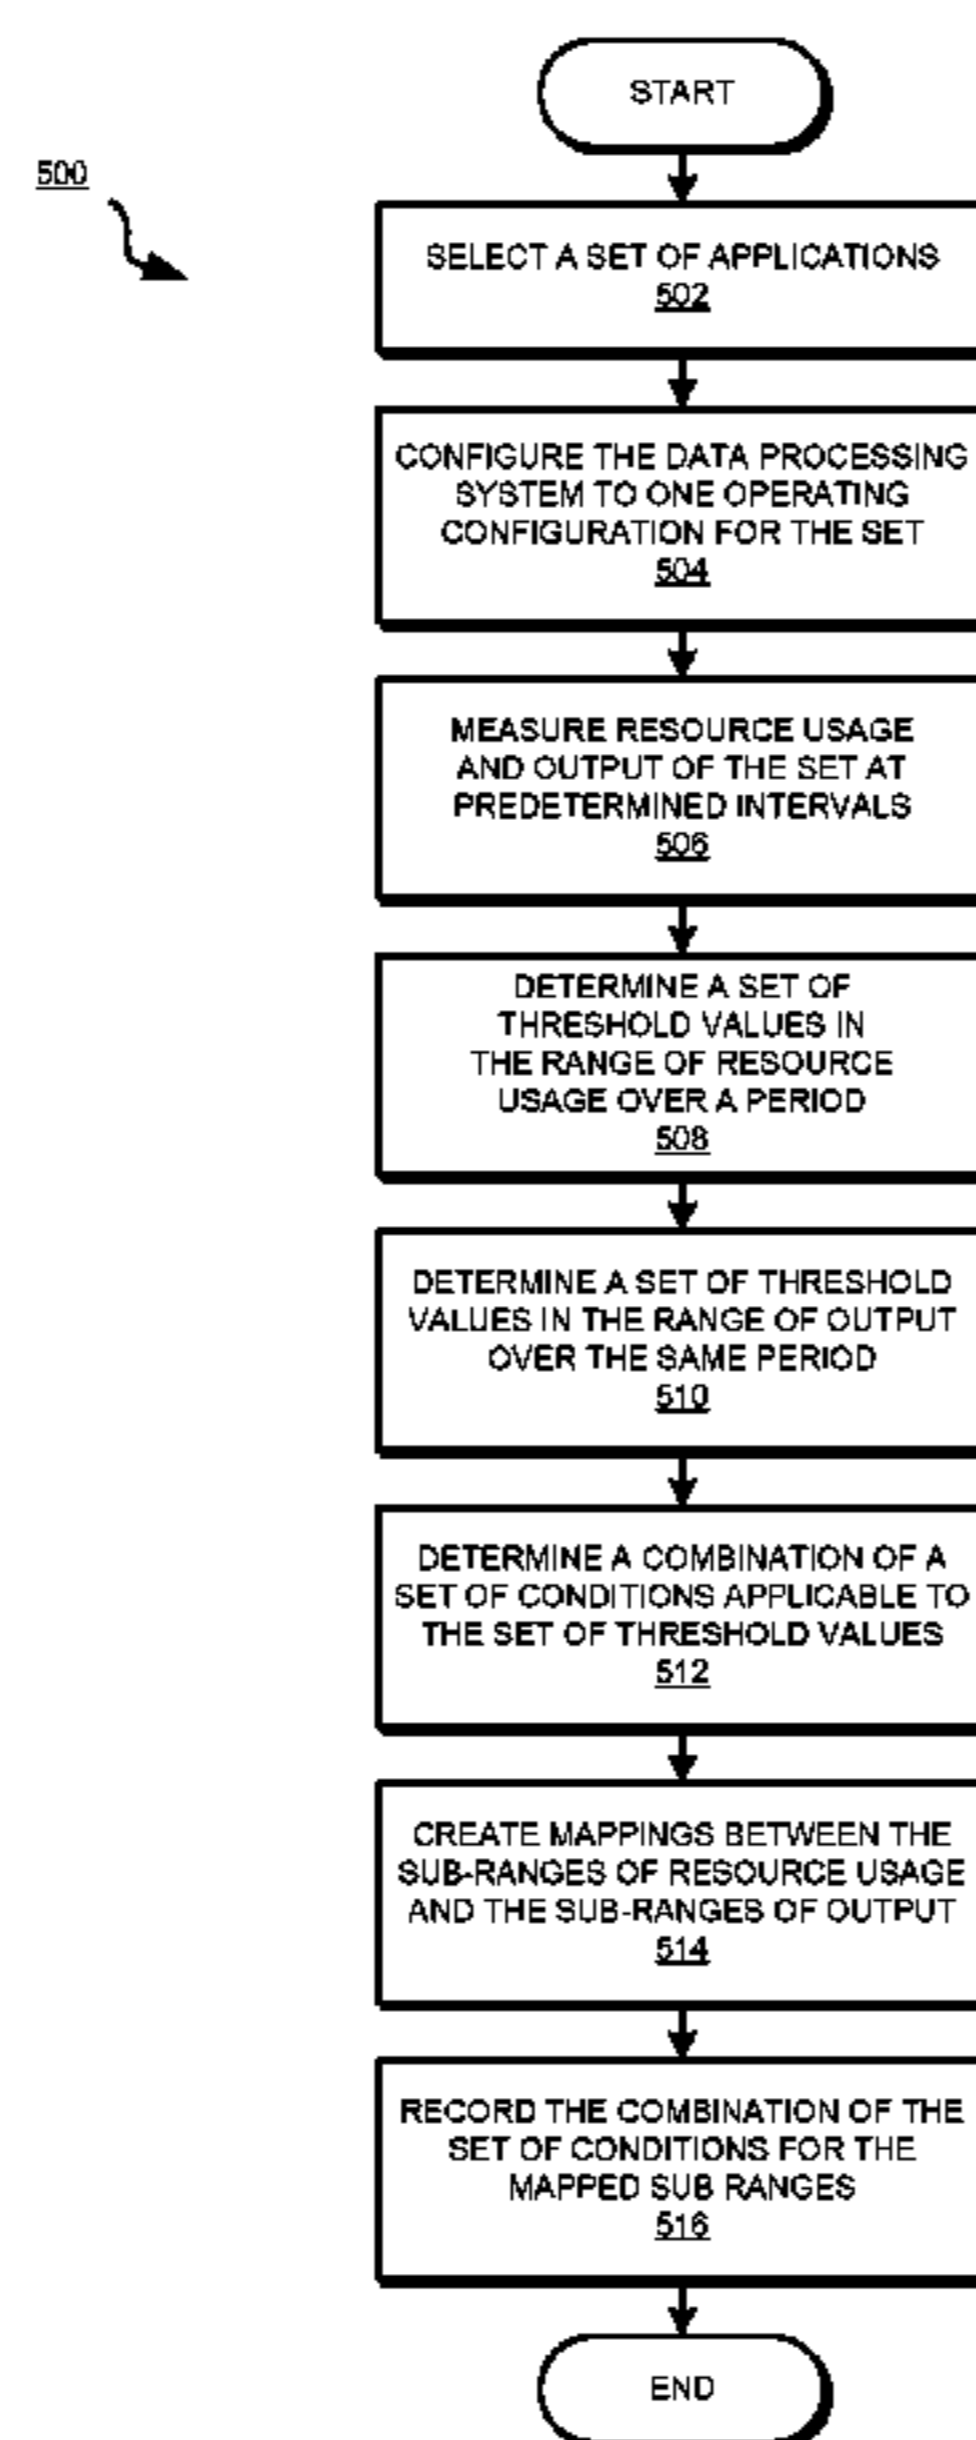 START
500
SELECT A SET OF APPLICATIONS
502
CONFIGURE THE DATA PROCESSING
SYSTEM TO ONE OPERATING
CONFIGURATION FOR THE SET
504
MEASURE RESOURCE USAGE
AND OUTPUT OF THE SET AT
PREDETERMINED INTERVALS
506
DETERMINE A SET OF
THRESHOLD VALUES IN
THE RANGE OF RESOURCE
USAGE OVER A PERIOD
508
DETERMINE A SET OF THRESHOLD
VALUES IN THE RANGE OF OUTPUT
OVER THE SAME PERIOD
510
DETERMINE A COMBINATION OF A
SET OF CONDITIONS APPLICABLE TO
THE SET OF THRESHOLD VALUES
512
CREATE MAPPINGS BETWEEN THE
SUB-RANGES OF RESOURCE USAGE
AND THE SUB-RANGES OF OUTPUT
514
RECORD THE COMBINATION OF THE
SET OF CONDITIONS FOR THE
MAPPED SUB RANGES
516
END